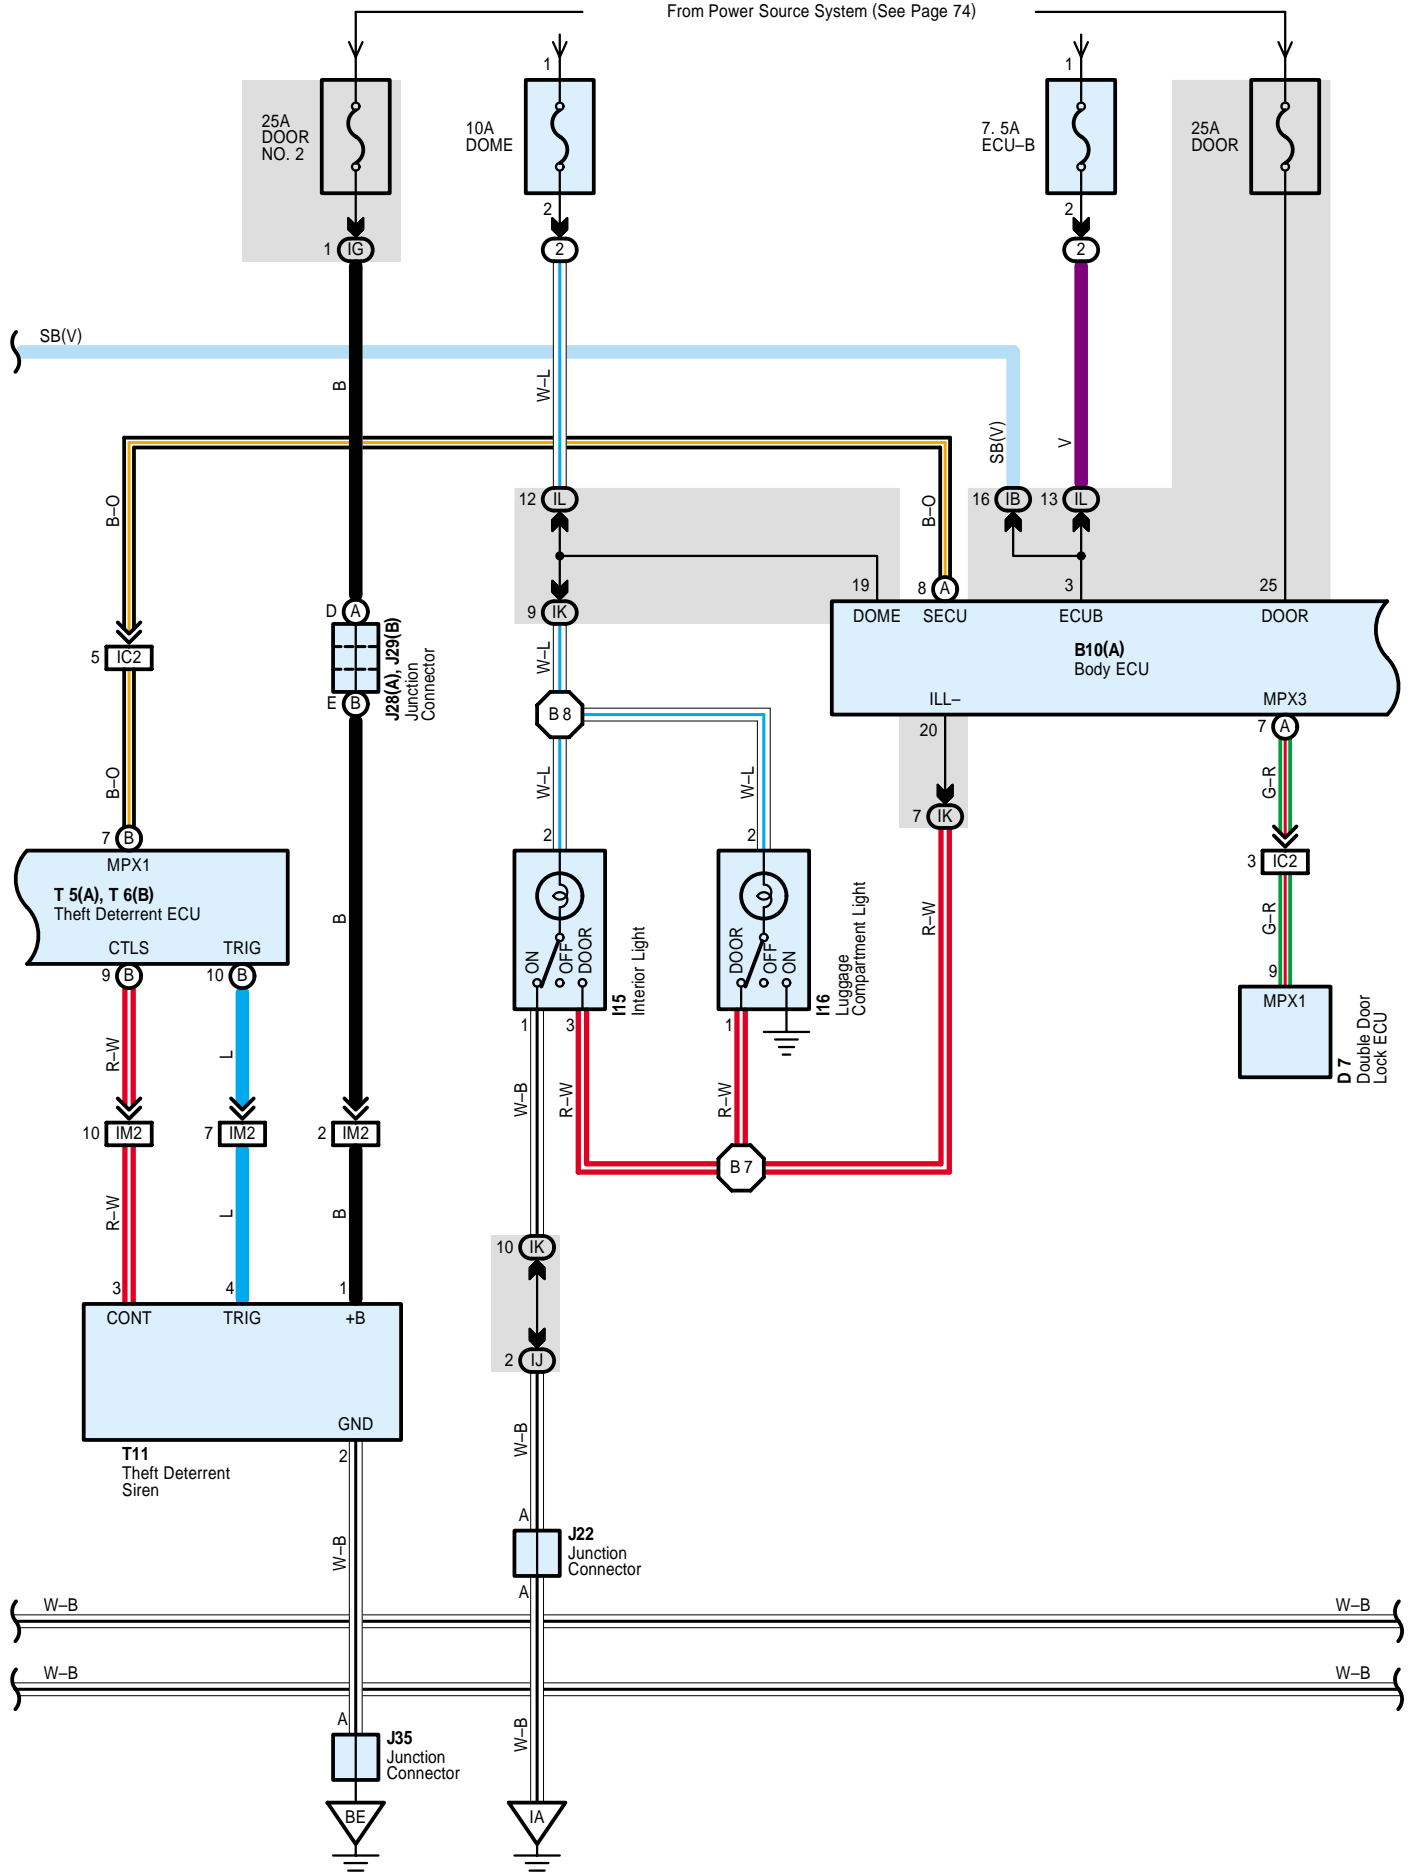 From Power Source System (See Page 74)
1
1
25A
DOOR
NO. 2
10A
DOME
7. 5A
ECU–B
25A
DOOR
2
2
1 IG
2
2
SB(V)
B
W–L
SB(V)
V
B–O
B–O
12 IL
16 IB
13 IL
19
8 A
3
25
D A
9 IK
DOME
SECU
ECUB
DOOR
B10(A)
Body ECU
ILL–
MPX3
5 IC2
J28(A), J29(B)
Junction
Connector
W–L
E B
B 8
20
7 A
B–O
W–L
W–L
G–R
7 B
2
2
7 IK
MPX1
T 5(A), T 6(B)
Theft Deterrent ECU
CTLS
TRIG
3 IC2
B
ON
OFF
DOOR
I15
Interior Light
DOOR
OFF
ON
I16
Luggage
Compartment Light
R–W
G–R
9 B
10 B
9
MPX1
D 7
Double Door
Lock ECU
1
3
1
R–W
L
W–B
R–W
R–W
10 IM2
7 IM2
2 IM2
B 7
R–W
L
B
10 IK
3
4
1
CONT
TRIG
+B
2 IJ
GND
T11
Theft Deterrent
Siren
2
W–B
A
J22
Junction
Connector
W–B
A
W–B
W–B
W–B
W–B
A
J35
Junction
Connector
W–B
BE
IA